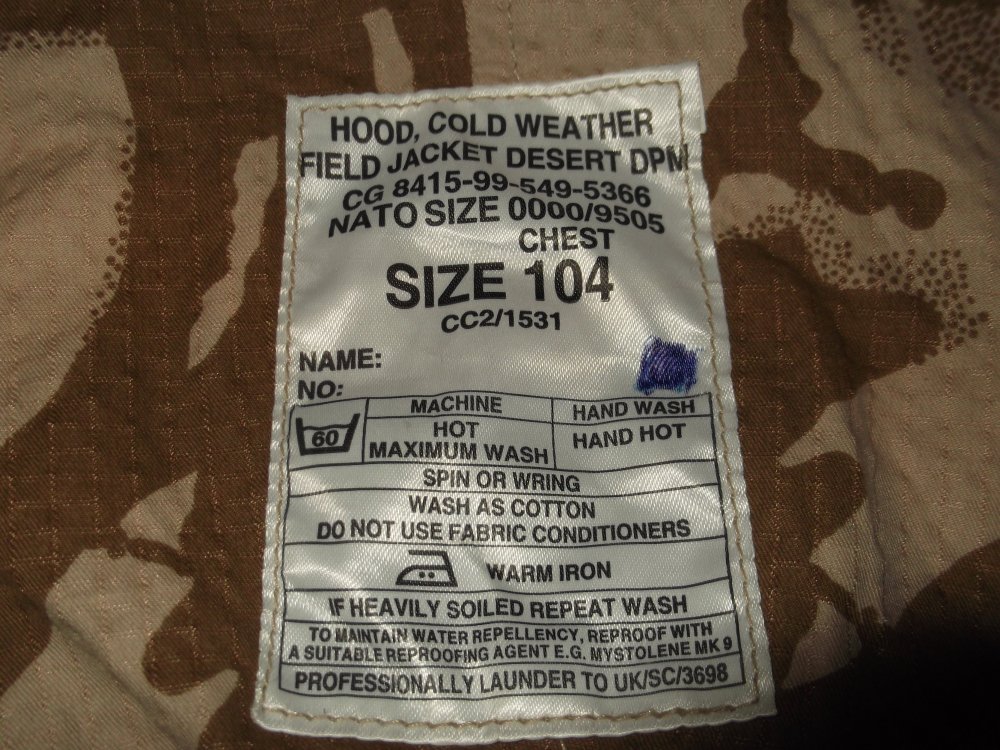 HOOD, COLD WEATHER
FIELD JACKET DESERT DPM
CG 8415-99-549-5366
NATO SIZE 0000/9505
CHEST
SIZE 104
CC2/1531
NAME:
NO:
MACHINE
HAND WASH
60
HOT
MAXIMUM WASH
HAND HOT
SPIN OR WRING
WASH AS COTTON
DO NOT USE FABRIC CONDITIONERS
WARM IRON
IF HEAVILY SOILED REPEAT WASH
TO MAINTAIN WATER REPELLENCY, REPROOF WITH
A SUITABLE REPROOFING AGENT E.G. MYSTOLENE MK 9
PROFESSIONALLY LAUNDER TO UK/SC/3698